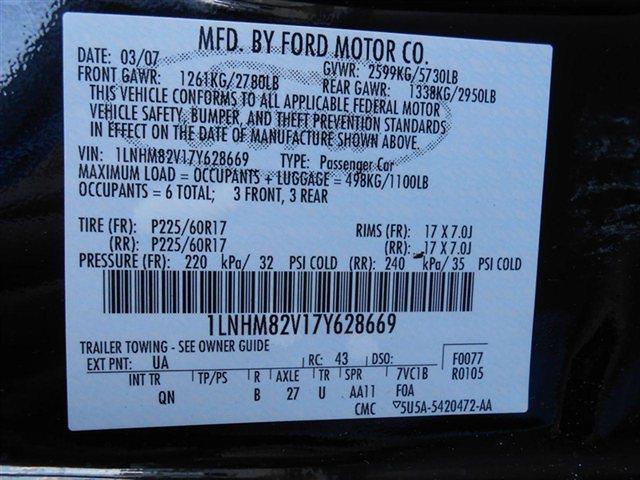 MFD. BY FORD MOTOR CO.
DATE: 03/07 GVWR: 2599KG/5730LB
FRONT GAWR: 1261KG/2780LB REAR GAWR: 1338KG/2950LB
THIS VEHICLE CONFORMS TO ALL APPLICABLE FEDERAL MOTOR
VEHICLE SAFETY, BUMPER, AND THEFT PREVENTION STANDARDS
IN EFFECT ON THE DATE OF MANUFACTURE SHOWN ABOVE.
VIN: 1LNHM82V17Y628669 TYPE: Passenger Car
MAXIMUM LOAD = OCCUPANTS + LUGGAGE = 498KG/1100LB
OCCUPANTS = 6 TOTAL; 3 FRONT, 3 REAR
TIRE (FR): P225/60R17 RIMS (FR): 17 X 7.0J
(RR): P225/60R17 (RR): 17 X 7.0J
PRESSURE (FR): 220 kPa/ 32 PSI COLD (RR): 240 kPa/ 35 PSI COLD
1LNHM82V17Y628669
TRAILER TOWING - SEE OWNER GUIDE
EXT PNT: UA RC: 43 DSO: F0077
INT TR TP/PS R AXLE TR SPR 7VC1B R0105
QN B 27 U AA11 FOA
CMC 5U5A-5420472-AA